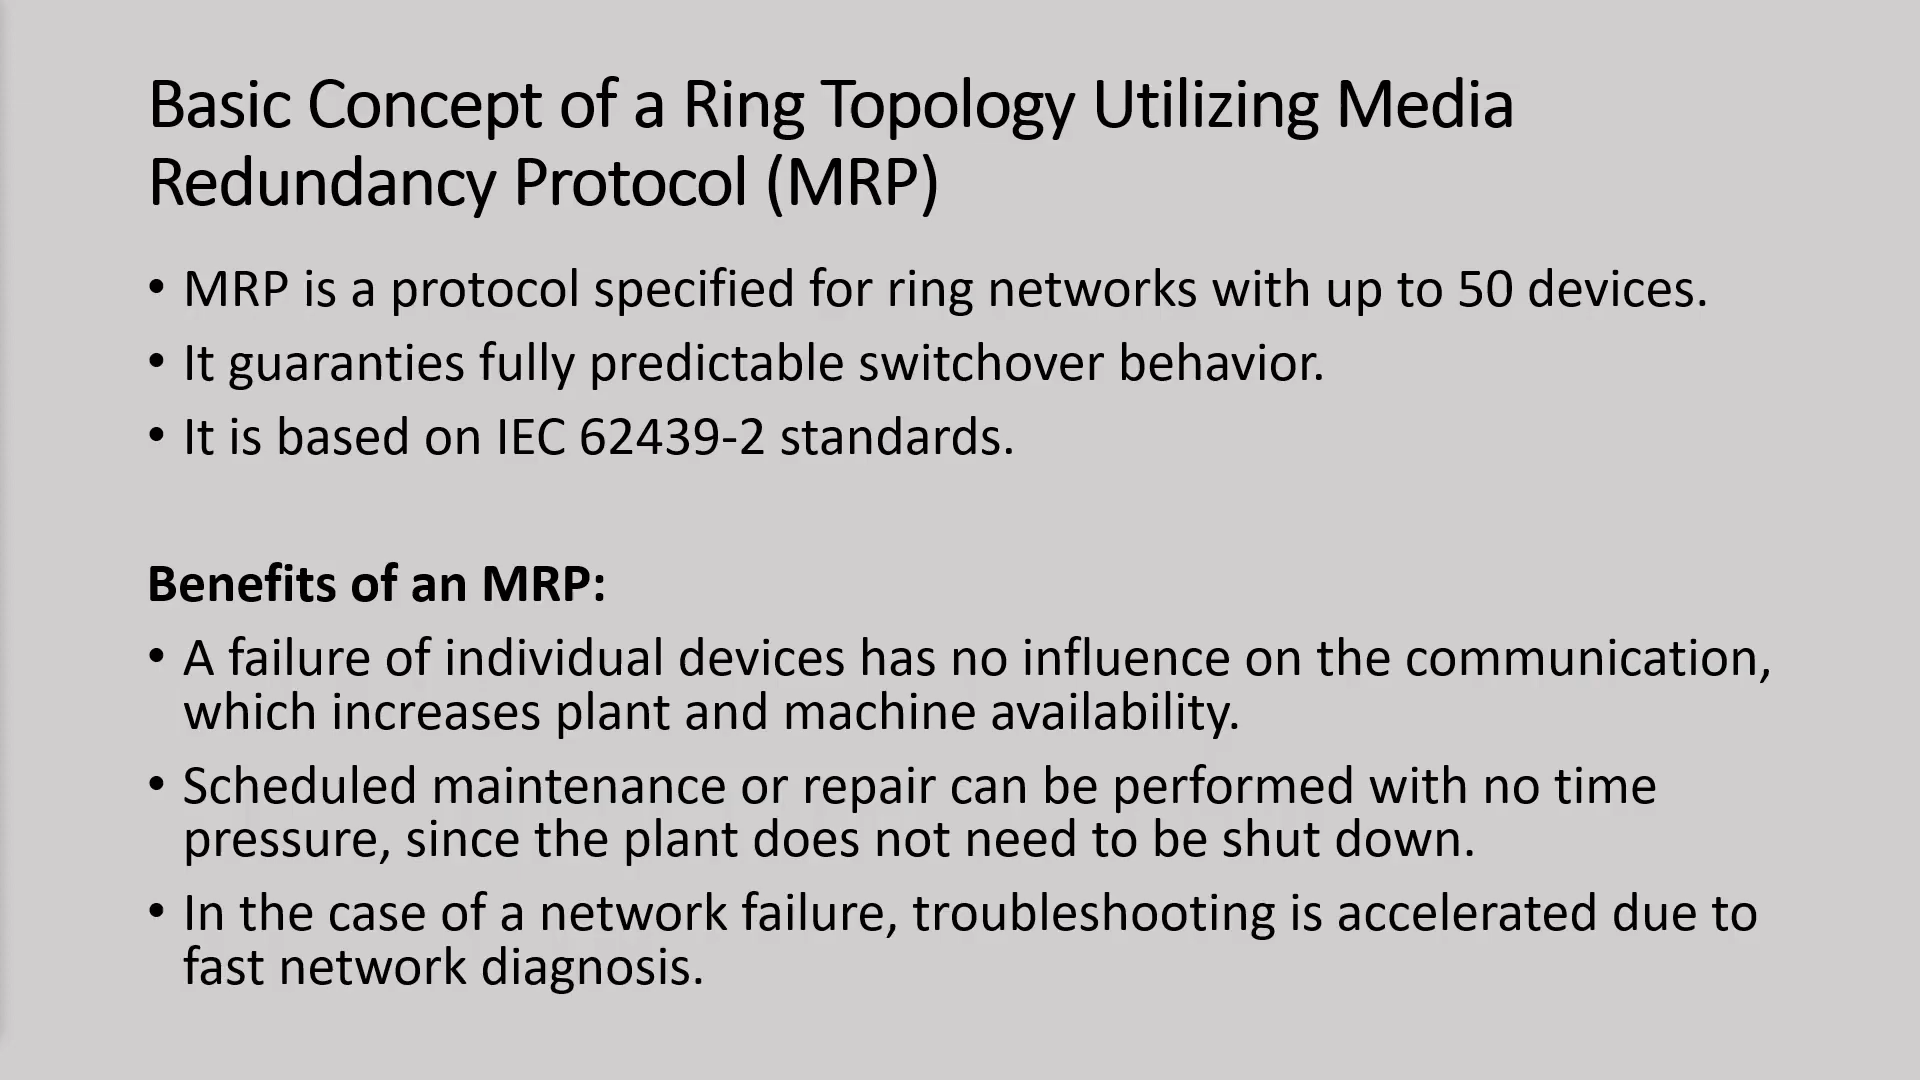 Basic Concept of a Ring Topology Utilizing Media
Redundancy Protocol (MRP)
• MRP is a protocol specified for ring networks with up to 50 devices.
• It guaranties fully predictable switchover behavior.
• It is based on IEC 62439-2 standards.
Benefits of an MRP:
• A failure of individual devices has no influence on the communication,
which increases plant and machine availability.
• Scheduled maintenance or repair can be performed with no time
pressure, since the plant does not need to be shut down.
• In the case of a network failure, troubleshooting is accelerated due to
fast network diagnosis.